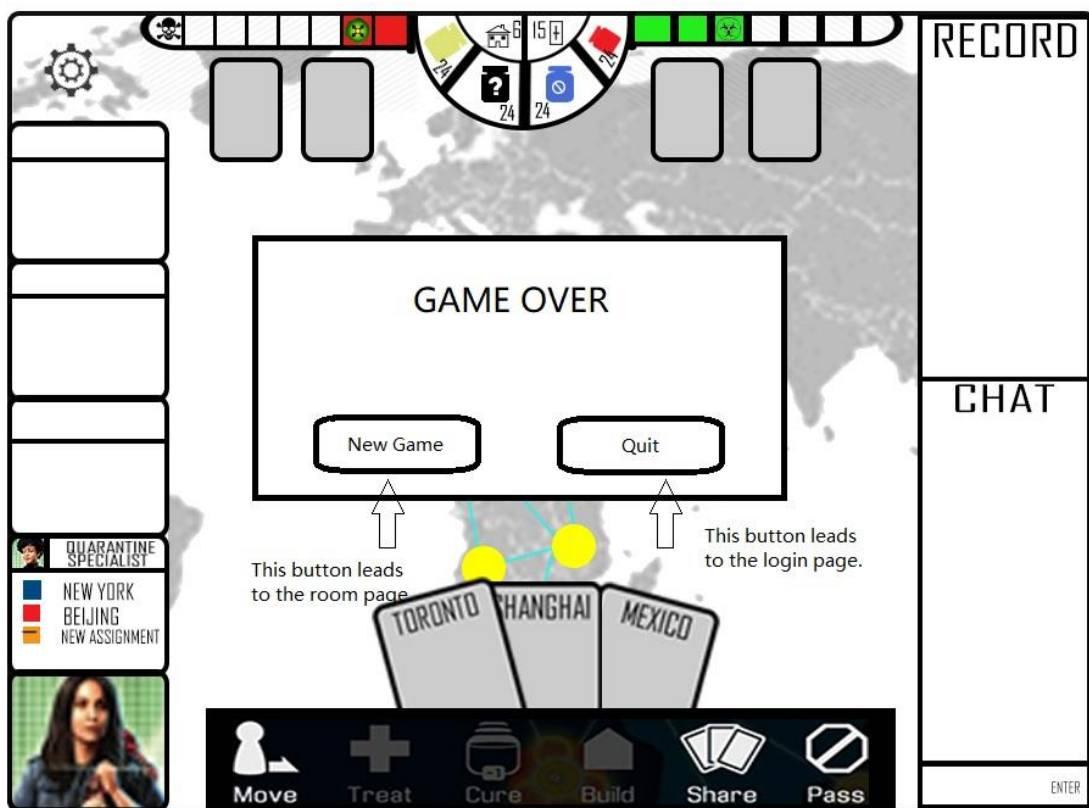 6
15
24
24
24
24
?
RECORD
GAME OVER
New Game
Quit
This button leads
to the room page
This button leads
to the login page.
CHAT
QUARANTINE
SPECIALIST
NEW YORK
BEIJING
NEW ASSIGNMENT
TORONTO
SHANGHAI
MEXICO
-1
Move
Treat
Cure
Build
Share
Pass
ENTER